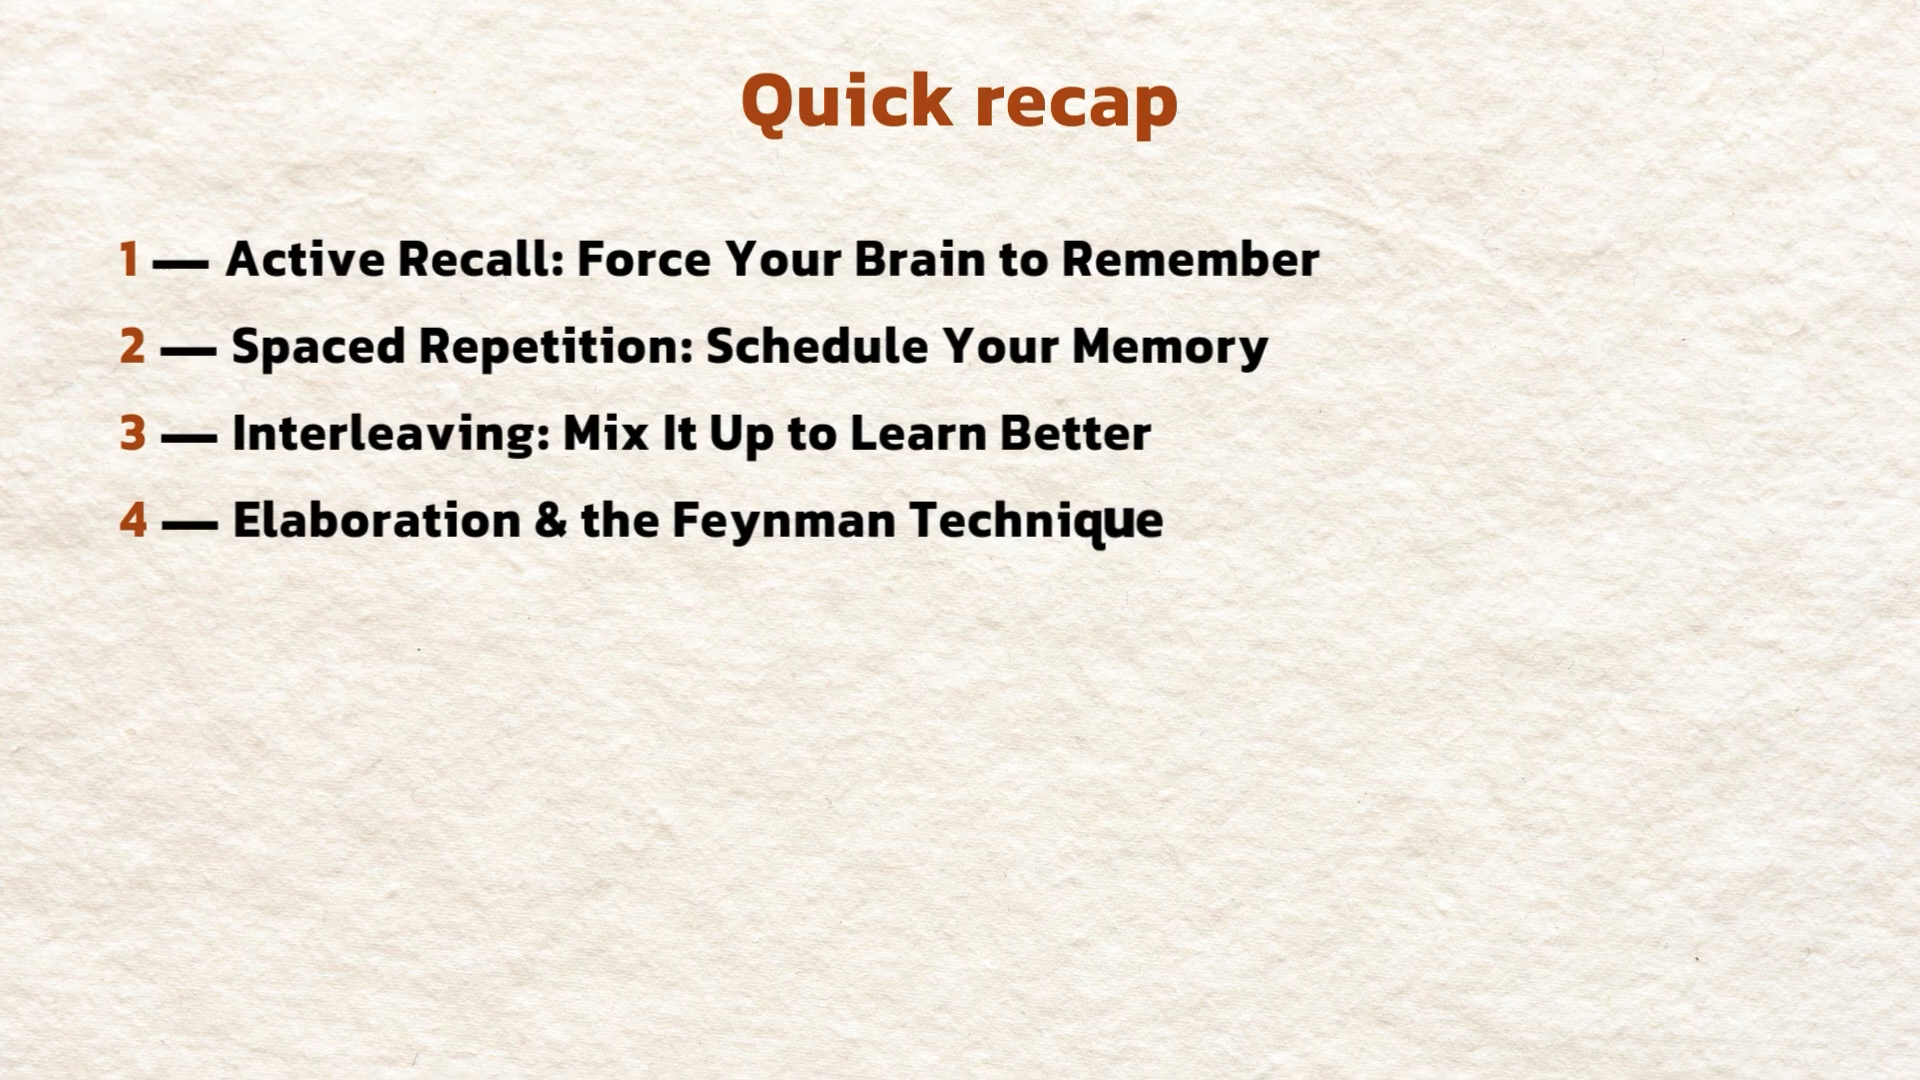 Quick recap
1 — Active Recall: Force Your Brain to Remember
2 — Spaced Repetition: Schedule Your Memory
3 — Interleaving: Mix It Up to Learn Better
4 — Elaboration & the Feynman Technique